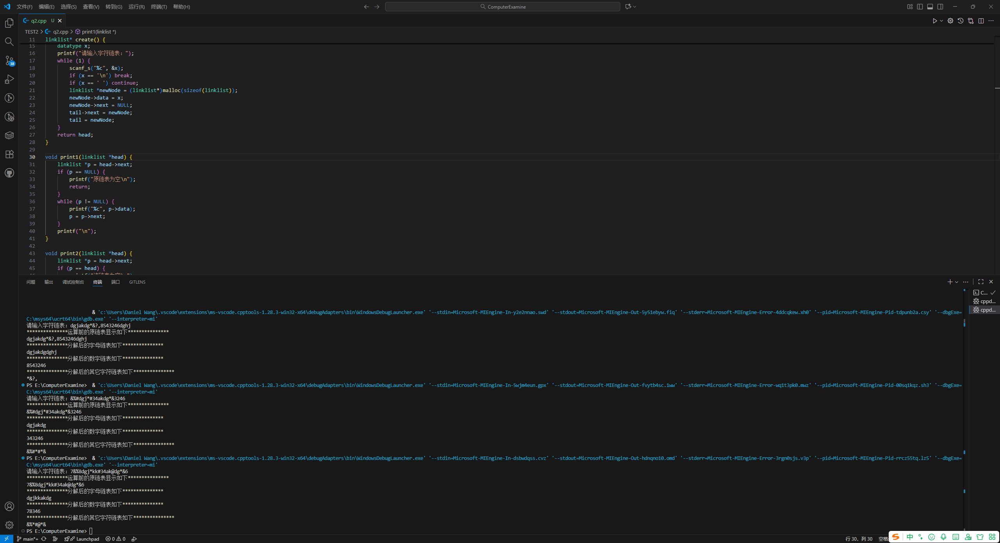 文件(F) 编辑(E) 选择(S) 查看(V) 转到(G) 运行(R) 终端(T) 帮助(H) ComputerExamine
q2.cpp U
TEST2 > q2.cpp > print1(linklist *)
11 linklist* create() {
15 datatype x;
16 printf("请输入字符链表：");
17 while (1) {
18 scanf_s("%c", &x);
19 if (x == '\n') break;
20 if (x == ' ') continue;
21 linklist *newNode = (linklist*)malloc(sizeof(linklist));
22 newNode->data = x;
23 newNode->next = NULL;
24 tail->next = newNode;
25 tail = newNode;
26 }
27 return head;
28 }
29
30 void print1(linklist *head) {
31 linklist *p = head->next;
32 if (p == NULL) {
33 printf("原链表为空\n");
34 return;
35 }
36 while (p != NULL) {
37 printf("%c", p->data);
38 p = p->next;
39 }
40 printf("\n");
41 }
42
43 void print2(linklist *head) {
44 linklist *p = head->next;
45 if (p == head) {
38
问题 输出 调试控制台 终端 端口 GITLENS
C...
cppd...
cppd...
& 'c:\Users\Daniel Wang\.vscode\extensions\ms-vscode.cpptools-1.28.3-win32-x64\debugAdapters\bin\WindowsDebugLauncher.exe' '--stdin=Microsoft-MIEngine-In-y2e2nnao.swd' '--stdout=Microsoft-MIEngine-Out-5y51ebyw.fiq' '--stderr=Microsoft-MIEngine-Error-4ddcqkew.xh0' '--pid=Microsoft-MIEngine-Pid-tdpunb2a.csy' '--dbgExe=
C:\msys64\ucrt64\bin\gdb.exe' '--interpreter=mi'
请输入字符链表：dgjakdg*&?,8543246dghj
***************运算前的原链表显示如下***************
dgjakdg*&?,8543246dghj
***************分解后的字母链表如下***************
dgjakdgdghj
***************分解后的数字链表如下***************
8543246
***************分解后的其它字符链表如下***************
*&?,
PS E:\ComputerExamine> & 'c:\Users\Daniel Wang\.vscode\extensions\ms-vscode.cpptools-1.28.3-win32-x64\debugAdapters\bin\WindowsDebugLauncher.exe' '--stdin=Microsoft-MIEngine-In-5wjm4eun.gpx' '--stdout=Microsoft-MIEngine-Out-fvytb4sc.1ww' '--stderr=Microsoft-MIEngine-Error-wq1t3pk0.mwz' '--pid=Microsoft-MIEngine-Pid-00sq1kqz.sh3' '--dbgExe=
C:\msys64\ucrt64\bin\gdb.exe' '--interpreter=mi'
请输入字符链表：&%#dgj*#34akdg*&3246
***************运算前的原链表显示如下***************
&%#dgj*#34akdg*&3246
***************分解后的字母链表如下***************
dgjakdg
***************分解后的数字链表如下***************
343246
***************分解后的其它字符链表如下***************
&%#*#*&
PS E:\ComputerExamine> & 'c:\Users\Daniel Wang\.vscode\extensions\ms-vscode.cpptools-1.28.3-win32-x64\debugAdapters\bin\WindowsDebugLauncher.exe' '--stdin=Microsoft-MIEngine-In-dsbwdqss.cvz' '--stdout=Microsoft-MIEngine-Out-hdnqno10.omd' '--stderr=Microsoft-MIEngine-Error-3rgn0sjs.v3p' '--pid=Microsoft-MIEngine-Pid-rrcz55tq.lz5' '--dbgExe=
C:\msys64\ucrt64\bin\gdb.exe' '--interpreter=mi'
请输入字符链表：7&%8dgj*kk#34ak@dg*&6
***************运算前的原链表显示如下***************
7&%8dgj*kk#34ak@dg*&6
***************分解后的字母链表如下***************
dgjkkakdg
***************分解后的数字链表如下***************
78346
***************分解后的其它字符链表如下***************
&%*#@*&
PS E:\ComputerExamine>
main*+ Launchpad 0 0 行 30，列 30 空格: 中